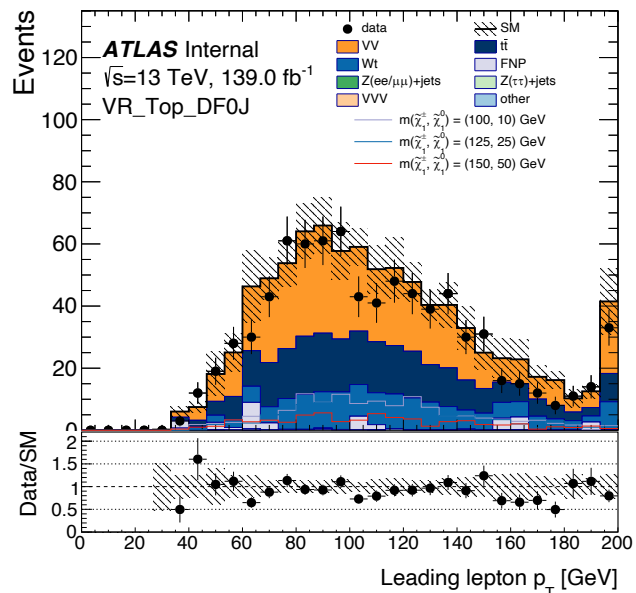 Events
120
100
80
60
40
20
0
ATLAS Internal
√s=13 TeV, 139.0 fb⁻¹
VR_Top_DF0J
data
SM
VV
tt̄
Wt
FNP
Z(ee/μμ)+jets
Z(ττ)+jets
VVV
other
m(χ̃₁±, χ̃₁⁰) = (100, 10) GeV
m(χ̃₁±, χ̃₁⁰) = (125, 25) GeV
m(χ̃₁±, χ̃₁⁰) = (150, 50) GeV
Data/SM
2
1.5
1
0.5
0 20 40 60 80 100 120 140 160 180 200
Leading lepton p_T [GeV]